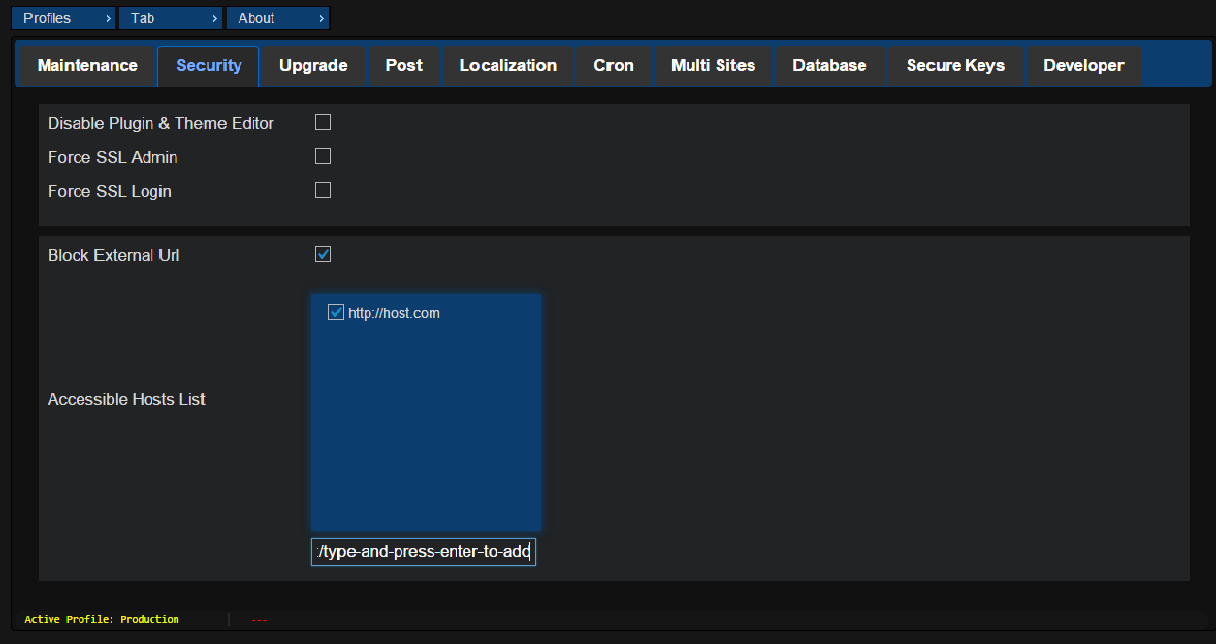 Profiles › Tab › About ›
Maintenance Security Upgrade Post Localization Cron Multi Sites Database Secure Keys Developer
Disable Plugin & Theme Editor
Force SSL Admin
Force SSL Login
Block External Url
http://host.com
Accessible Hosts List
:/type-and-press-enter-to-add
Active Profile: Production | ---